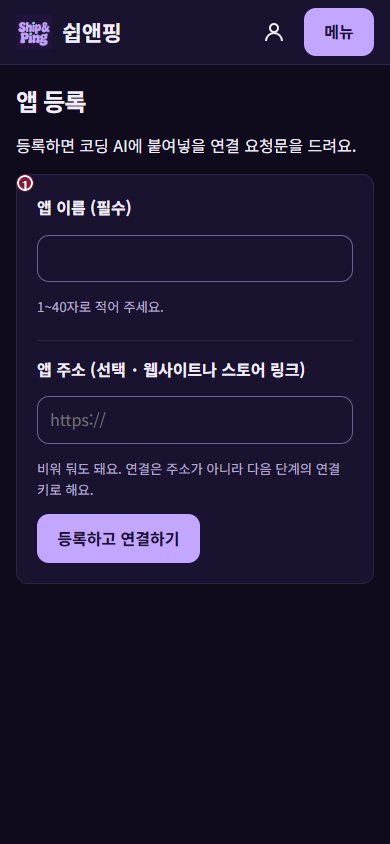 Ship&
Ping
쉽앤핑
메뉴
앱 등록
등록하면 코딩 AI에 붙여넣을 연결 요청문을 드려요.
1
앱 이름 (필수)
1~40자로 적어 주세요.
앱 주소 (선택 · 웹사이트나 스토어 링크)
https://
비워 둬도 돼요. 연결은 주소가 아니라 다음 단계의 연결
키로 해요.
등록하고 연결하기